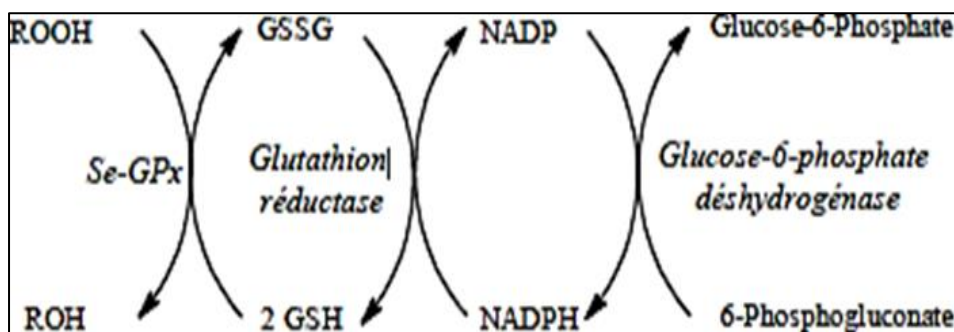 ROOH GSSG NADP Glucose-6-Phosphate
Se-GPx Glutathion réductase Glucose-6-phosphate déshydrogénase
ROH 2 GSH NADPH 6-Phosphogluconate